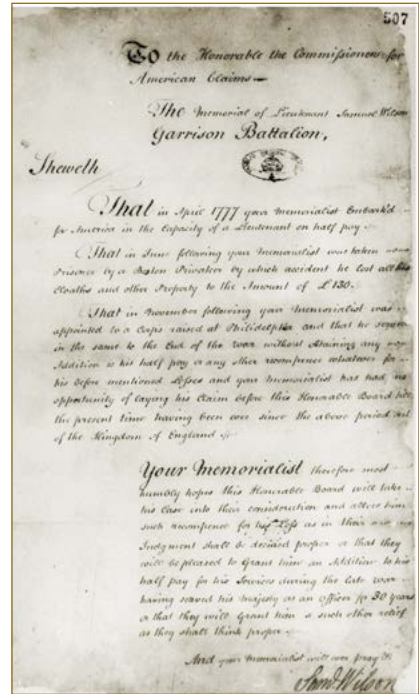 507
To the Honorable the Commissioners for
American Claims —
The Memorial of Lieutenant Samuel Wilson
Garrison Battalion,
Sheweth
That in April 1777 your Memorialist Embark'd
for America in the Capacity of a Lieutenant on half pay
That in June following your Memorialist was taken
Prisoner by a Boston Privateer by which accident he lost all his
Cloaths and other Property to the Amount of £130.
That in November following your Memorialist was
appointed to a Corps raised at Philidelphia and that he served
in the same to the End of the War without Obtaining any
Addition to his half pay or any other recompence whatever for
his before mentioned Losses and your Memorialist has had no
opportunity of laying his Claim before this Honorable Board till
the present time having been ever since the above period out
of the Kingdom of England
Your Memorialist therefore most
humbly hopes this Honorable Board will take
his Case into their consideration and allow him
such recompence for his Loss as in their
Judgment shall be deemed proper or that they
will be pleased to Grant him an Addition to his
half pay for his Services during the late War
having served his Majesty as an Officer for 30 years
or that they will Grant him such other relief
as they shall think proper
And your Memorialist will ever pray &c
Saml. Wilson